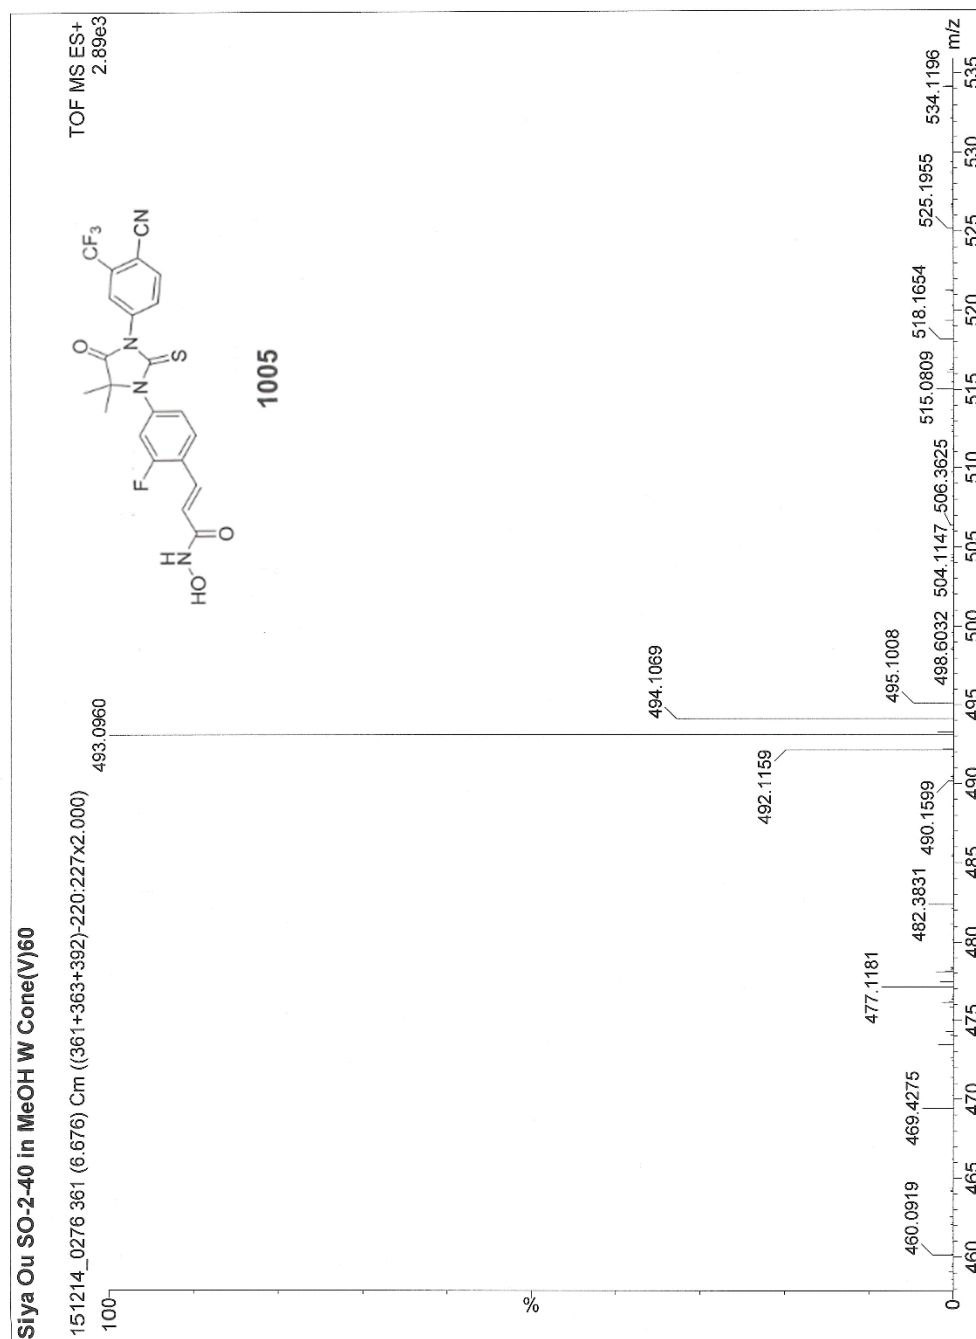 Siya Ou SO-2-40 in MeOH W Cone(V)60
151214_0276 361 (6.676) Cm ((361+363+392)-220:227x2.000)
TOF MS ES+
2.89e3
100
%
0
O
CF3
N
CN
N
S
F
H
N
HO
O
1005
493.0960
494.1069
492.1159
495.1008
477.1181
460.0919
469.4275
482.3831
490.1599
498.6032
504.1147
506.3625
515.0809
518.1654
525.1955
534.1196
460
465
470
475
480
485
490
495
500
505
510
515
520
525
530
535
m/z